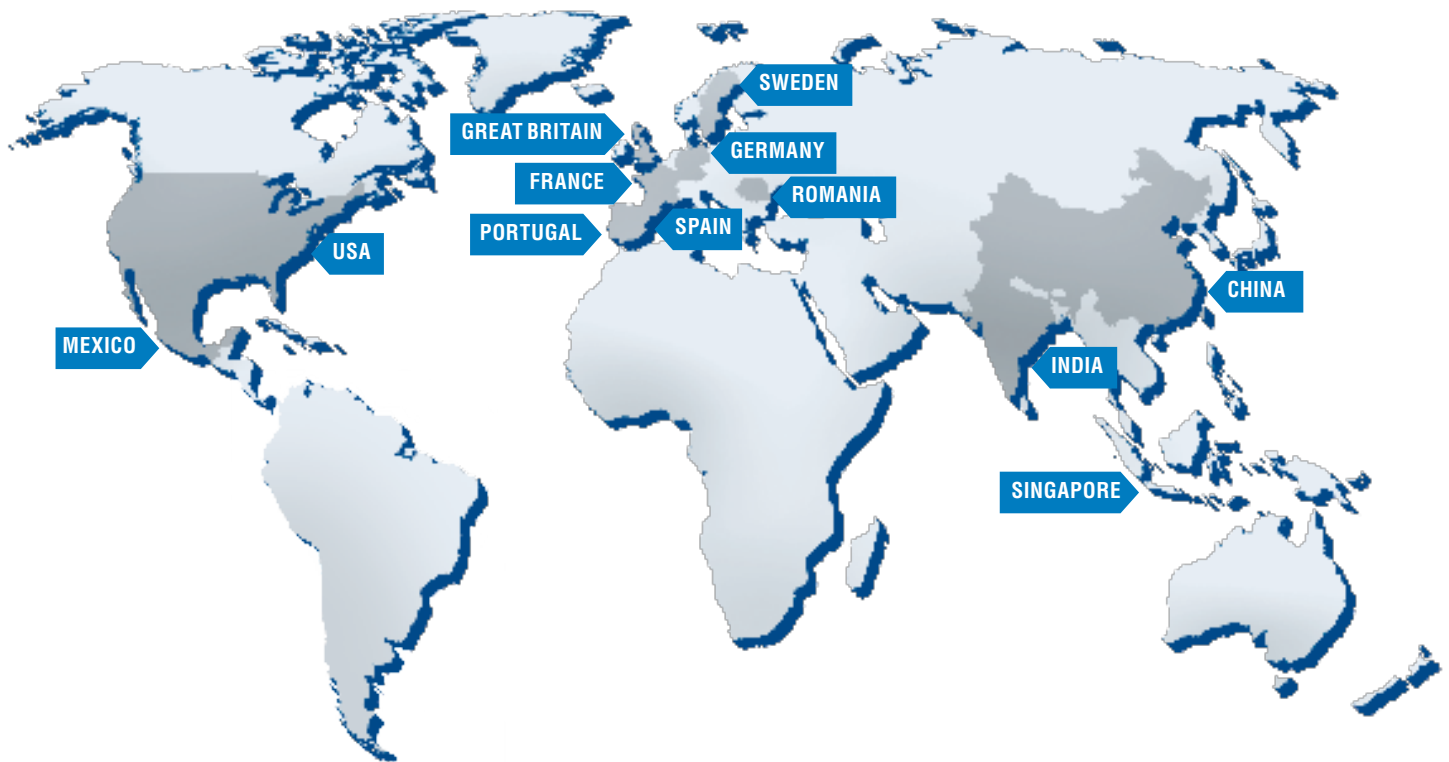 SWEDEN
GREAT BRITAIN
GERMANY
FRANCE
ROMANIA
PORTUGAL
SPAIN
USA
CHINA
MEXICO
INDIA
SINGAPORE